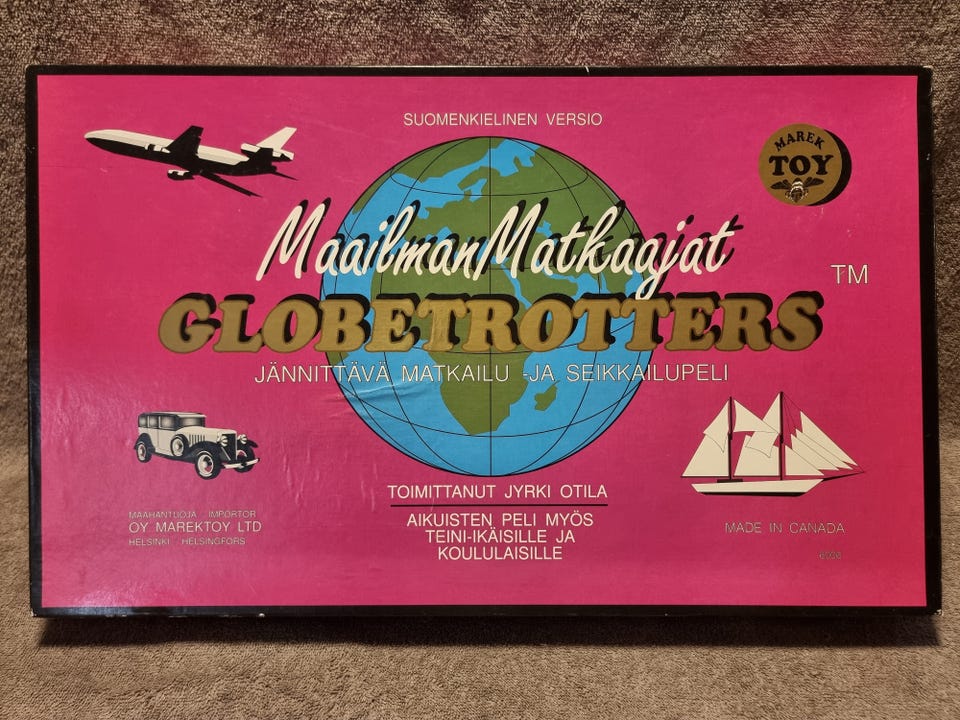 SUOMENKIELINEN VERSIO
MAREK
TOY
MaailmanMatkaajat
TM
GLOBETROTTERS
JÄNNITTÄVÄ MATKAILU -JA SEIKKAILUPELI
TOIMITTANUT JYRKI OTILA
AIKUISTEN PELI MYÖS
TEINI-IKÄISILLE JA
KOULULAISILLE
MAAHANTUOJA IMPORTOR
OY MAREKTOY LTD
HELSINKI HELSINGFORS
MADE IN CANADA